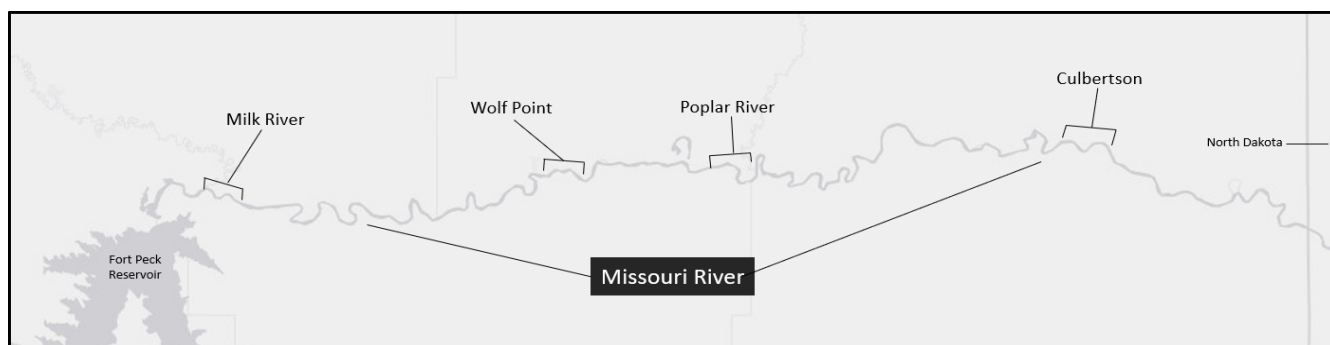 Culbertson
Wolf Point
Poplar River
Milk River
North Dakota
Fort Peck
Reservoir
Missouri River